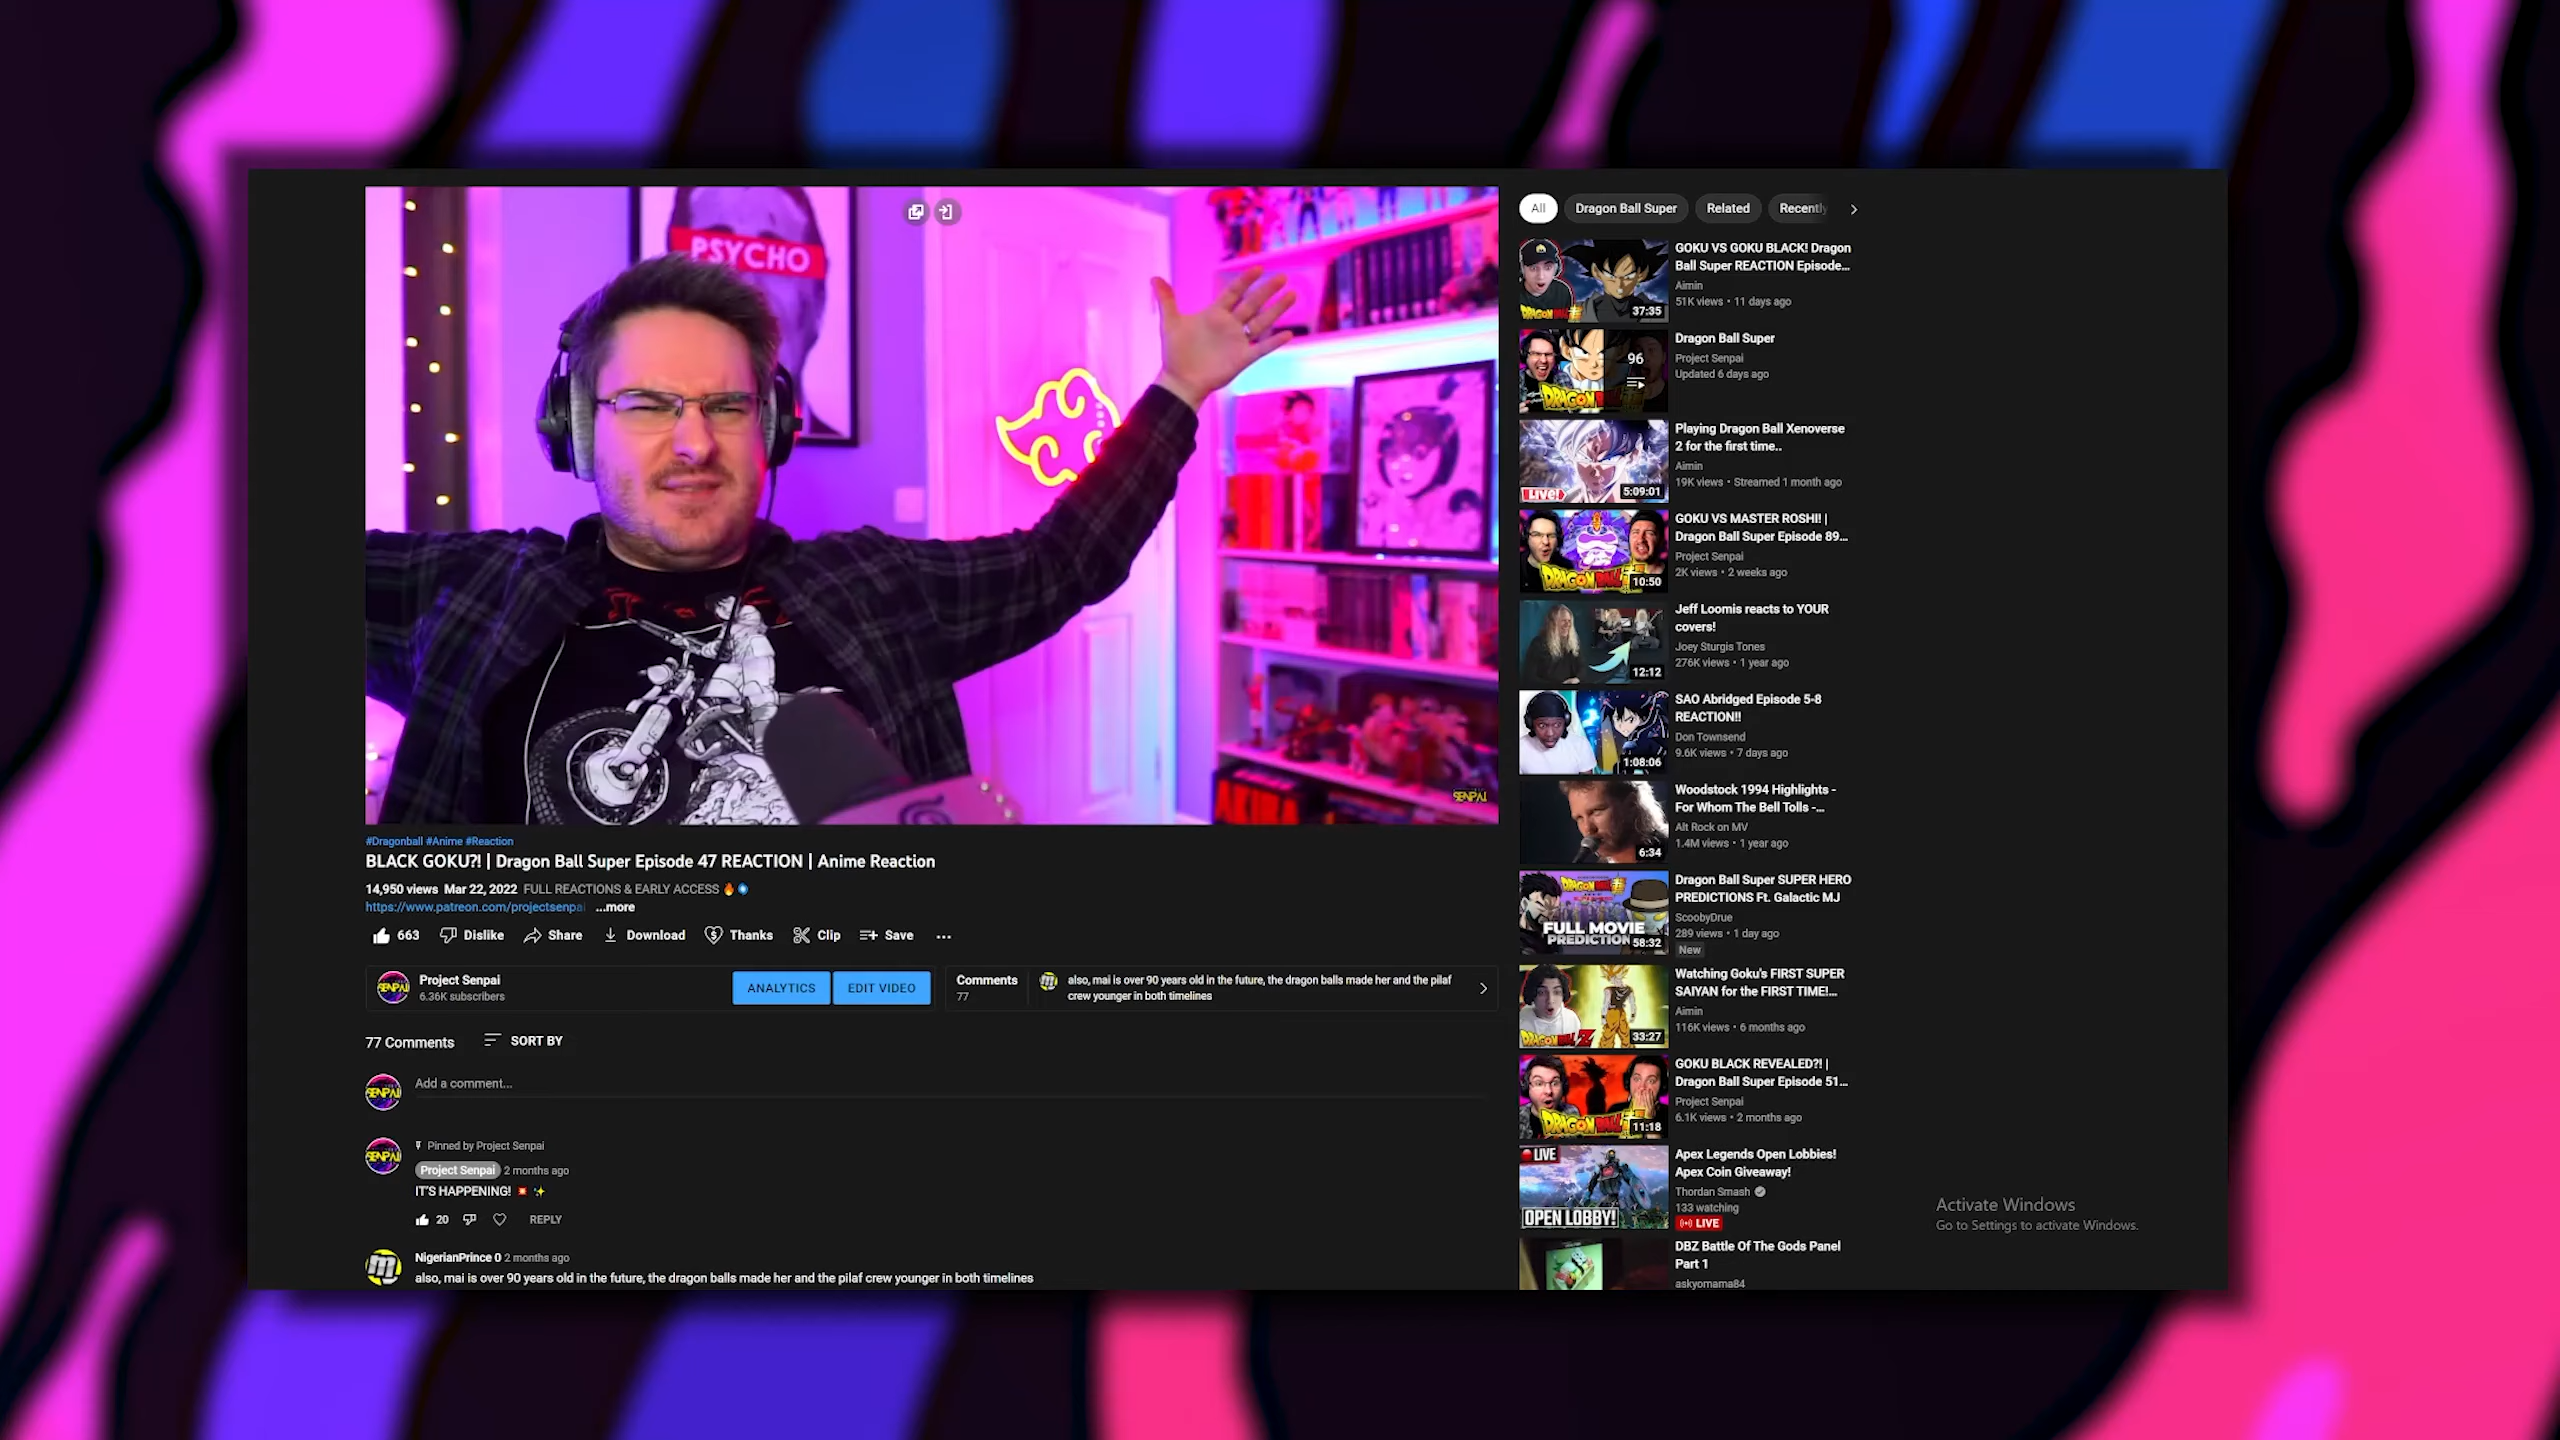 PSYCHO
AKIRA
SENPAI
#Dragonball #Anime #Reaction
BLACK GOKU?! | Dragon Ball Super Episode 47 REACTION | Anime Reaction
14,950 views Mar 22, 2022 FULL REACTIONS & EARLY ACCESS
https://www.patreon.com/projectsenpai ...more
663 Dislike Share Download Thanks Clip Save ...
Project Senpai
6.36K subscribers
ANALYTICS EDIT VIDEO
Comments
77
also, mai is over 90 years old in the future, the dragon balls made her and the pilaf
crew younger in both timelines
77 Comments SORT BY
Add a comment...
Pinned by Project Senpai
Project Senpai 2 months ago
IT'S HAPPENING!
20 REPLY
NigerianPrince 0 2 months ago
also, mai is over 90 years old in the future, the dragon balls made her and the pilaf crew younger in both timelines
All Dragon Ball Super Related Recently
37:35
GOKU VS GOKU BLACK! Dragon
Ball Super REACTION Episode...
Aimin
51K views • 11 days ago
96
Dragon Ball Super
Project Senpai
Updated 6 days ago
LIVE!
5:09:01
Playing Dragon Ball Xenoverse
2 for the first time..
Aimin
19K views • Streamed 1 month ago
10:50
GOKU VS MASTER ROSHI! |
Dragon Ball Super Episode 89...
Project Senpai
2K views • 2 weeks ago
12:12
Jeff Loomis reacts to YOUR
covers!
Joey Sturgis Tones
276K views • 1 year ago
1:08:06
SAO Abridged Episode 5-8
REACTION!!
Don Townsend
9.6K views • 7 days ago
6:34
Woodstock 1994 Highlights -
For Whom The Bell Tolls -...
Alt Rock on MV
1.4M views • 1 year ago
FULL MOVIE
PREDICTION
58:32
Dragon Ball Super SUPER HERO
PREDICTIONS Ft. Galactic MJ
ScoobyDrue
289 views • 1 day ago
New
33:27
Watching Goku's FIRST SUPER
SAIYAN for the FIRST TIME!...
Aimin
116K views • 6 months ago
11:18
GOKU BLACK REVEALED?! |
Dragon Ball Super Episode 51...
Project Senpai
6.1K views • 2 months ago
LIVE
OPEN LOBBY!
Apex Legends Open Lobbies!
Apex Coin Giveaway!
Thordan Smash
133 watching
LIVE
DBZ Battle Of The Gods Panel
Part 1
askyomama84
Activate Windows
Go to Settings to activate Windows.